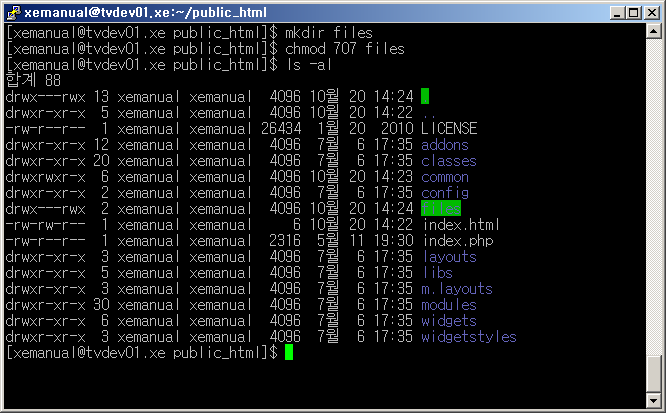 xemanual@tvdev01.xe:~/public_html
[xemanual@tvdev01.xe public_html]$ mkdir files
[xemanual@tvdev01.xe public_html]$ chmod 707 files
[xemanual@tvdev01.xe public_html]$ ls -al
합계 88
drwx---rwx 13 xemanual xemanual  4096 10월 20 14:24 .
drwxr-xr-x  5 xemanual xemanual  4096 10월 20 14:22 ..
-rw-r--r--  1 xemanual xemanual 26434  1월 20  2010 LICENSE
drwxr-xr-x 12 xemanual xemanual  4096  7월  6 17:35 addons
drwxr-xr-x 20 xemanual xemanual  4096  7월  6 17:35 classes
drwxrwxr-x  6 xemanual xemanual  4096 10월 20 14:23 common
drwxr-xr-x  2 xemanual xemanual  4096  7월  6 17:35 config
drwx---rwx  2 xemanual xemanual  4096 10월 20 14:24 files
-rw-rw-r--  1 xemanual xemanual     6 10월 20 14:22 index.html
-rw-r--r--  1 xemanual xemanual  2316  5월 11 19:30 index.php
drwxr-xr-x  3 xemanual xemanual  4096  7월  6 17:35 layouts
drwxr-xr-x  5 xemanual xemanual  4096  7월  6 17:35 libs
drwxr-xr-x  3 xemanual xemanual  4096  7월  6 17:35 m.layouts
drwxr-xr-x 30 xemanual xemanual  4096  7월  6 17:35 modules
drwxr-xr-x  6 xemanual xemanual  4096  7월  6 17:35 widgets
drwxr-xr-x  3 xemanual xemanual  4096  7월  6 17:35 widgetstyles
[xemanual@tvdev01.xe public_html]$